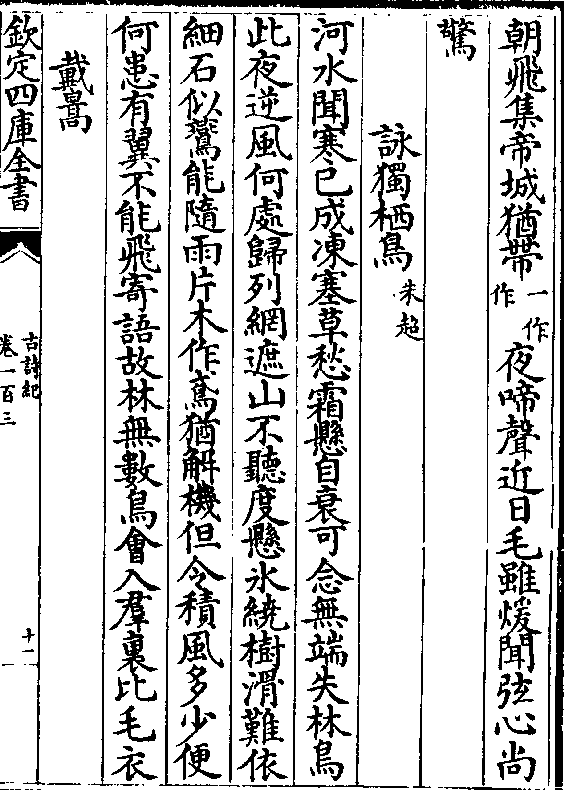 朝飛集帝城猶帶一作作夜啼聲近日毛雖煖聞弦心尚
驚
詠獨栖鳥朱超
河水聞寒已成凍塞草愁霜懸自衰可念無端失林鳥
此夜逆風何處歸列網遮山不聽度懸氷繞樹滑難依
細石似鷰能隨雨片木作鳶猶解機但令積風多少便
何患有翼不能飛寄語故林無數鳥會入羣裏比毛衣
戴暠
欽定四庫全書
古詩紀
卷一百三
十一